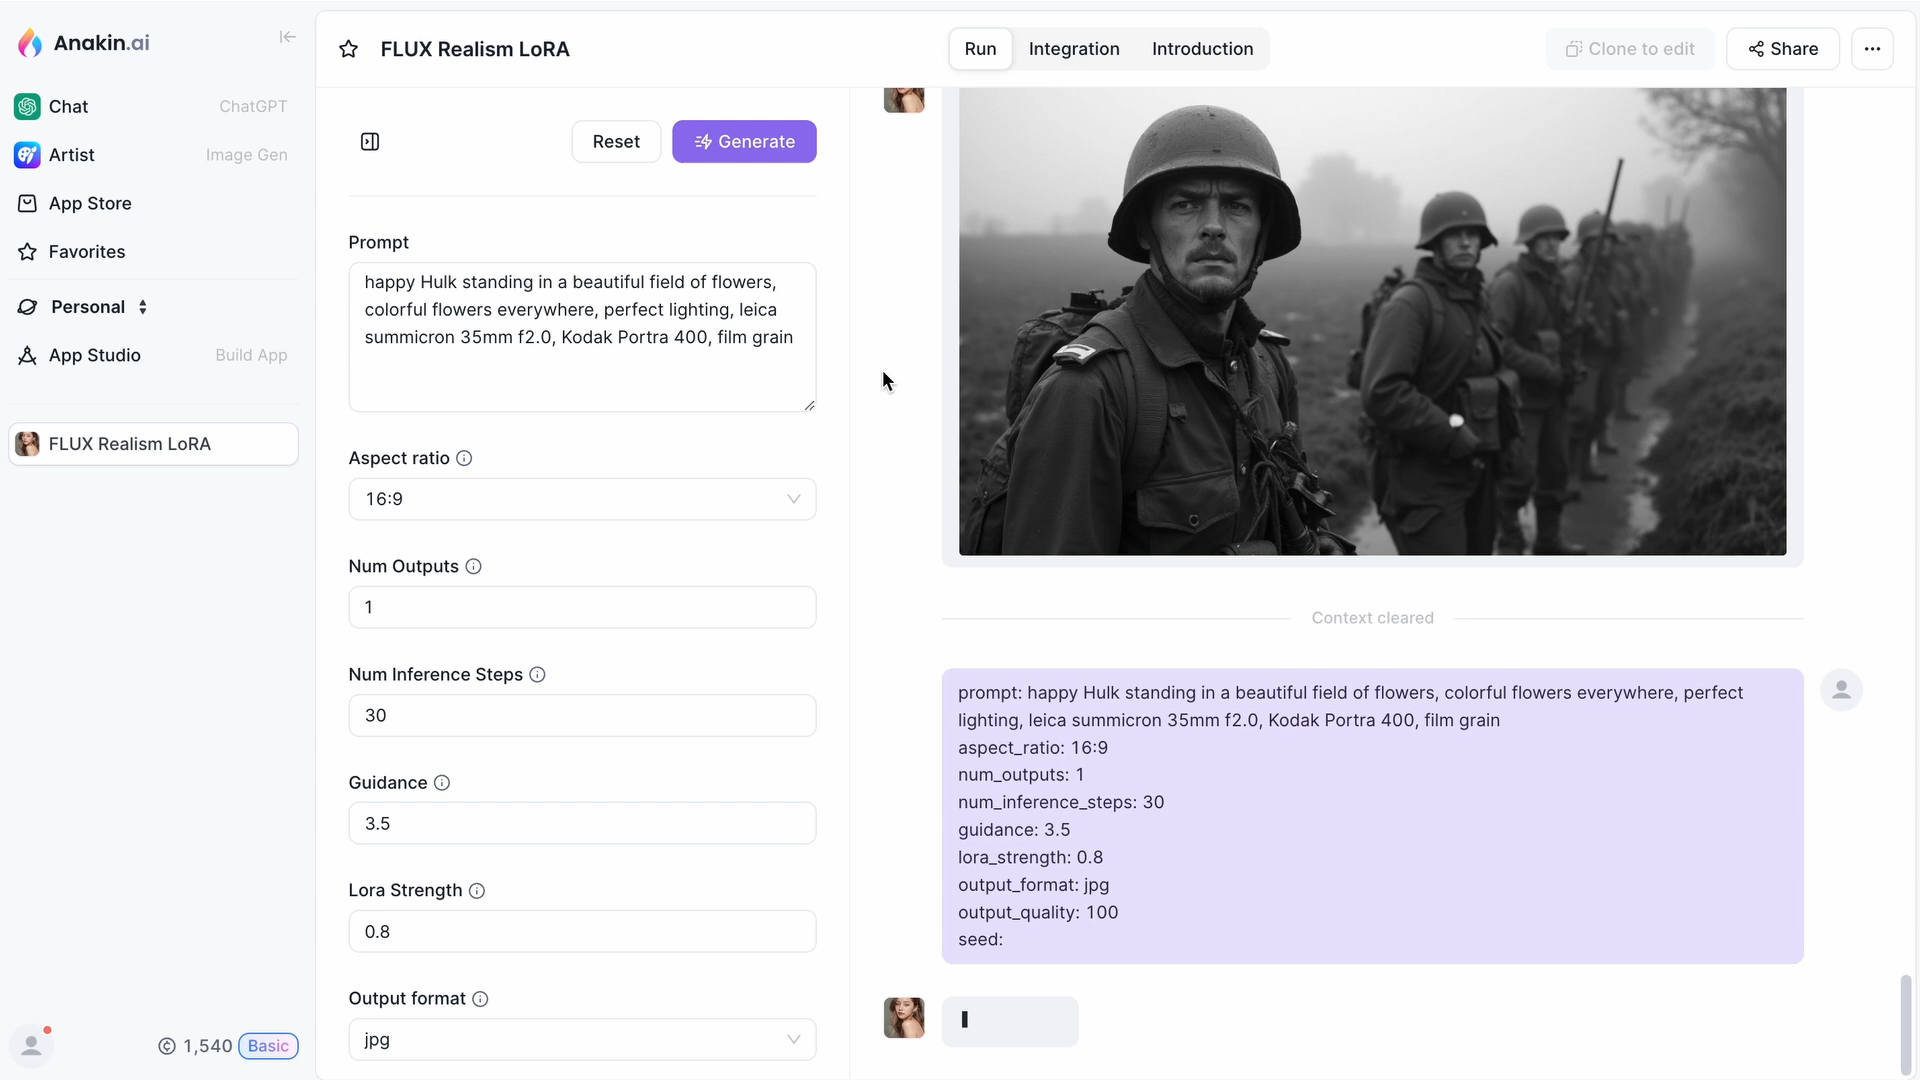 Anakin.ai
FLUX Realism LoRA
Run
Integration
Introduction
Clone to edit
Share
Chat
ChatGPT
Artist
Image Gen
App Store
Favorites
Personal
App Studio
Build App
FLUX Realism LoRA
1,540
Basic
Reset
Generate
Prompt
happy Hulk standing in a beautiful field of flowers,
colorful flowers everywhere, perfect lighting, leica
summicron 35mm f2.0, Kodak Portra 400, film grain
Aspect ratio
16:9
Num Outputs
1
Num Inference Steps
30
Guidance
3.5
Lora Strength
0.8
Output format
jpg
Context cleared
prompt: happy Hulk standing in a beautiful field of flowers, colorful flowers everywhere, perfect
lighting, leica summicron 35mm f2.0, Kodak Portra 400, film grain
aspect_ratio: 16:9
num_outputs: 1
num_inference_steps: 30
guidance: 3.5
lora_strength: 0.8
output_format: jpg
output_quality: 100
seed: